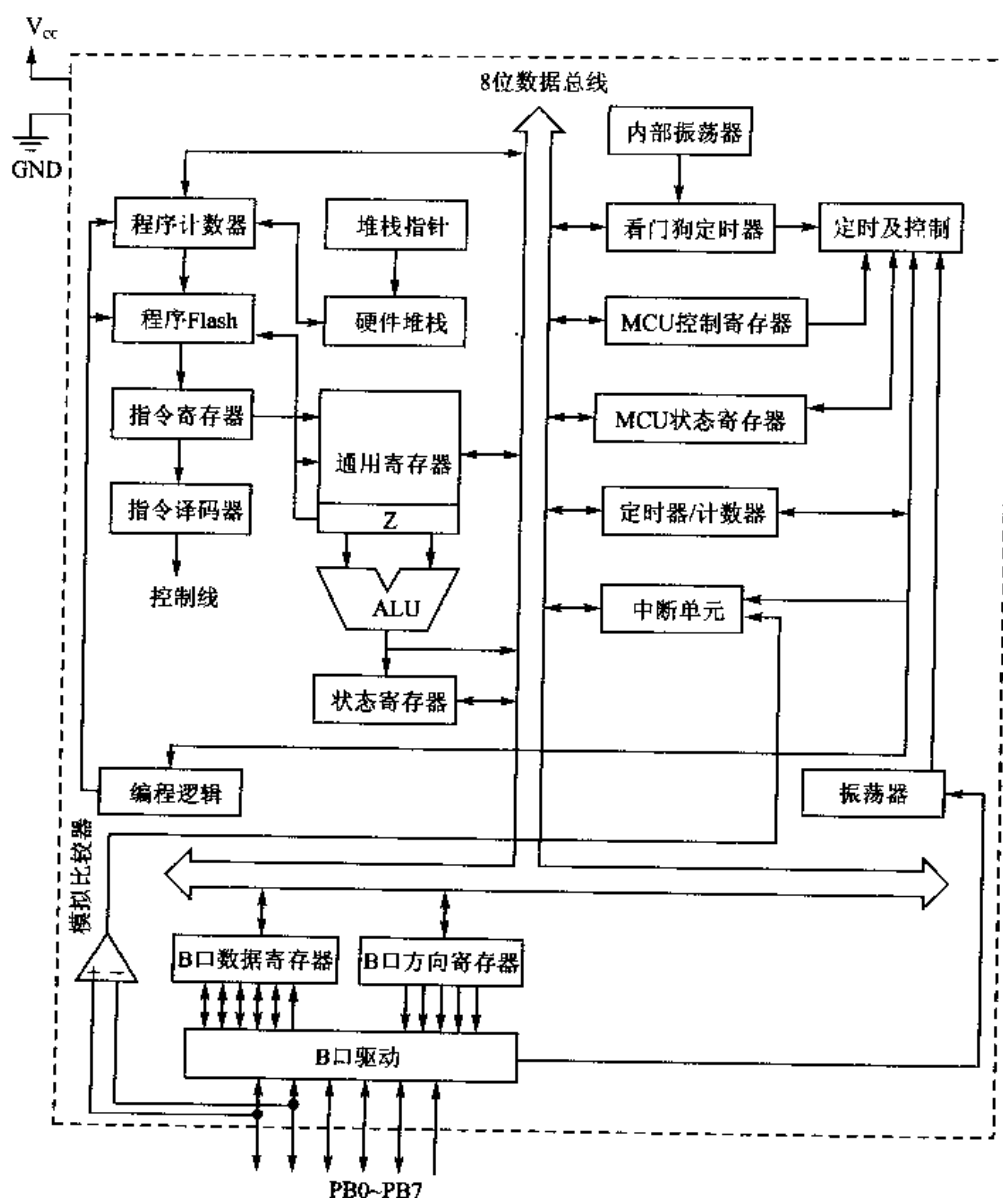 Vcc
GND
8位数据总线
内部振荡器
程序计数器
堆栈指针
看门狗定时器
定时及控制
程序Flash
硬件堆栈
MCU控制寄存器
指令寄存器
通用寄存器
MCU状态寄存器
指令译码器
Z
定时器/计数器
控制线
ALU
中断单元
状态寄存器
编程逻辑
振荡器
模拟比较器
+ −
B口数据寄存器
B口方向寄存器
B口驱动
PB0~PB7